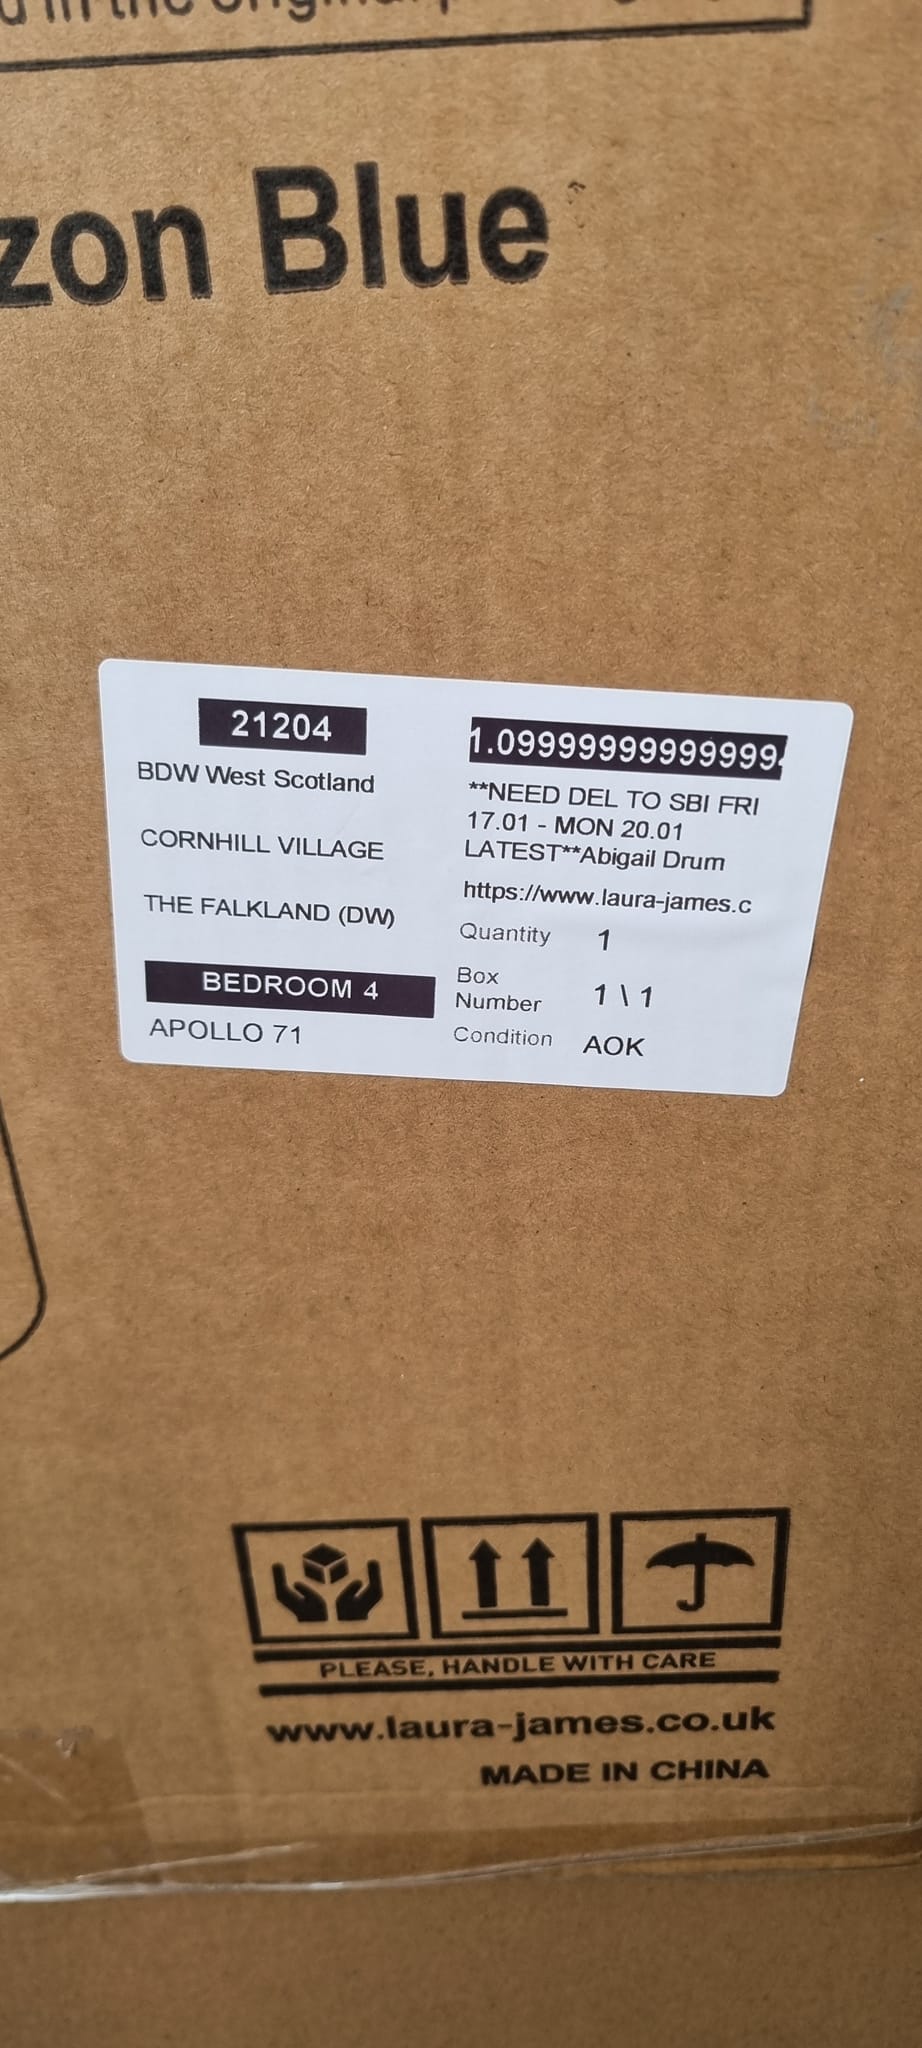 in the
Blue
21204
BDW West Scotland
CORNHILL VILLAGE
THE FALKLAND (DW)
BEDROOM 4
APOLLO 71
1.09999999999999
**NEED DEL TO SBI FRI
17.01 - MON 20.01
LATEST**Abigail Drum
https://www.laura-james.c
Quantity 1
Box
Number 1 \ 1
Condition AOK
PLEASE, HANDLE WITH CARE
www.laura-james.co.uk
MADE IN CHINA